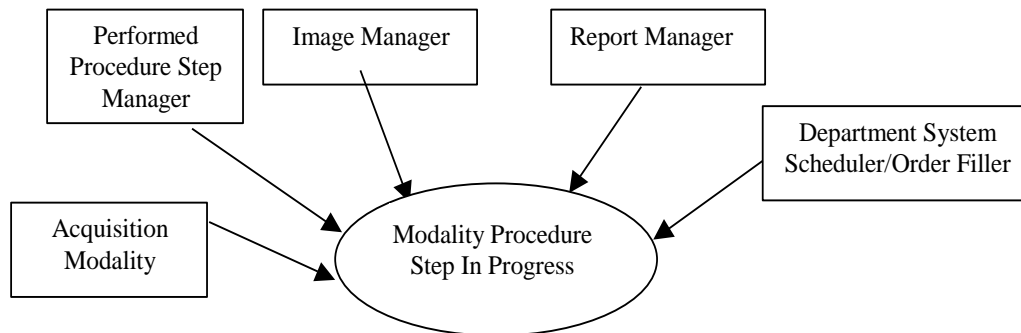 Performed
Procedure Step
Manager
Image Manager
Report Manager
Department System
Scheduler/Order Filler
Acquisition
Modality
Modality Procedure
Step In Progress